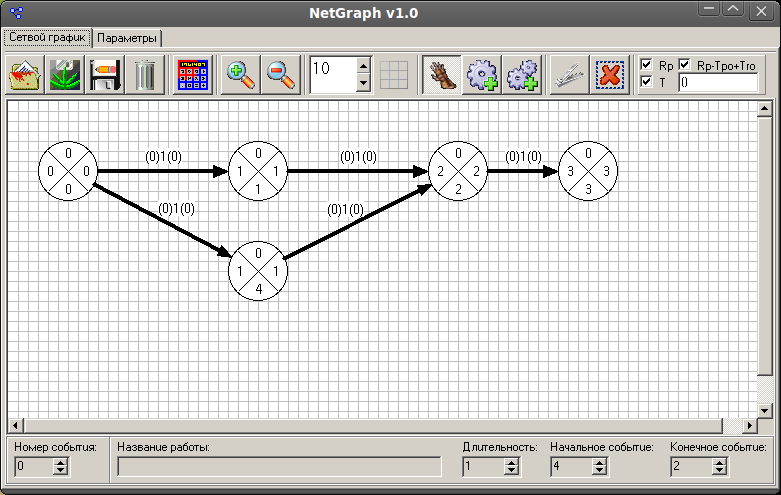 NetGraph v1.0
Сетвой график Параметры
10 Rp Rp-Tpo+Tro
T 0
0 0 0 0
0 0 (0)1(0) 1 1 (0)1(0) 2 2 (0)1(0) 3 3
0 1 2 3
(0)1(0) (0)1(0)
0
1 1
4
Номер события: Название работы: Длительность: Начальное событие: Конечное событие:
0 1 4 2